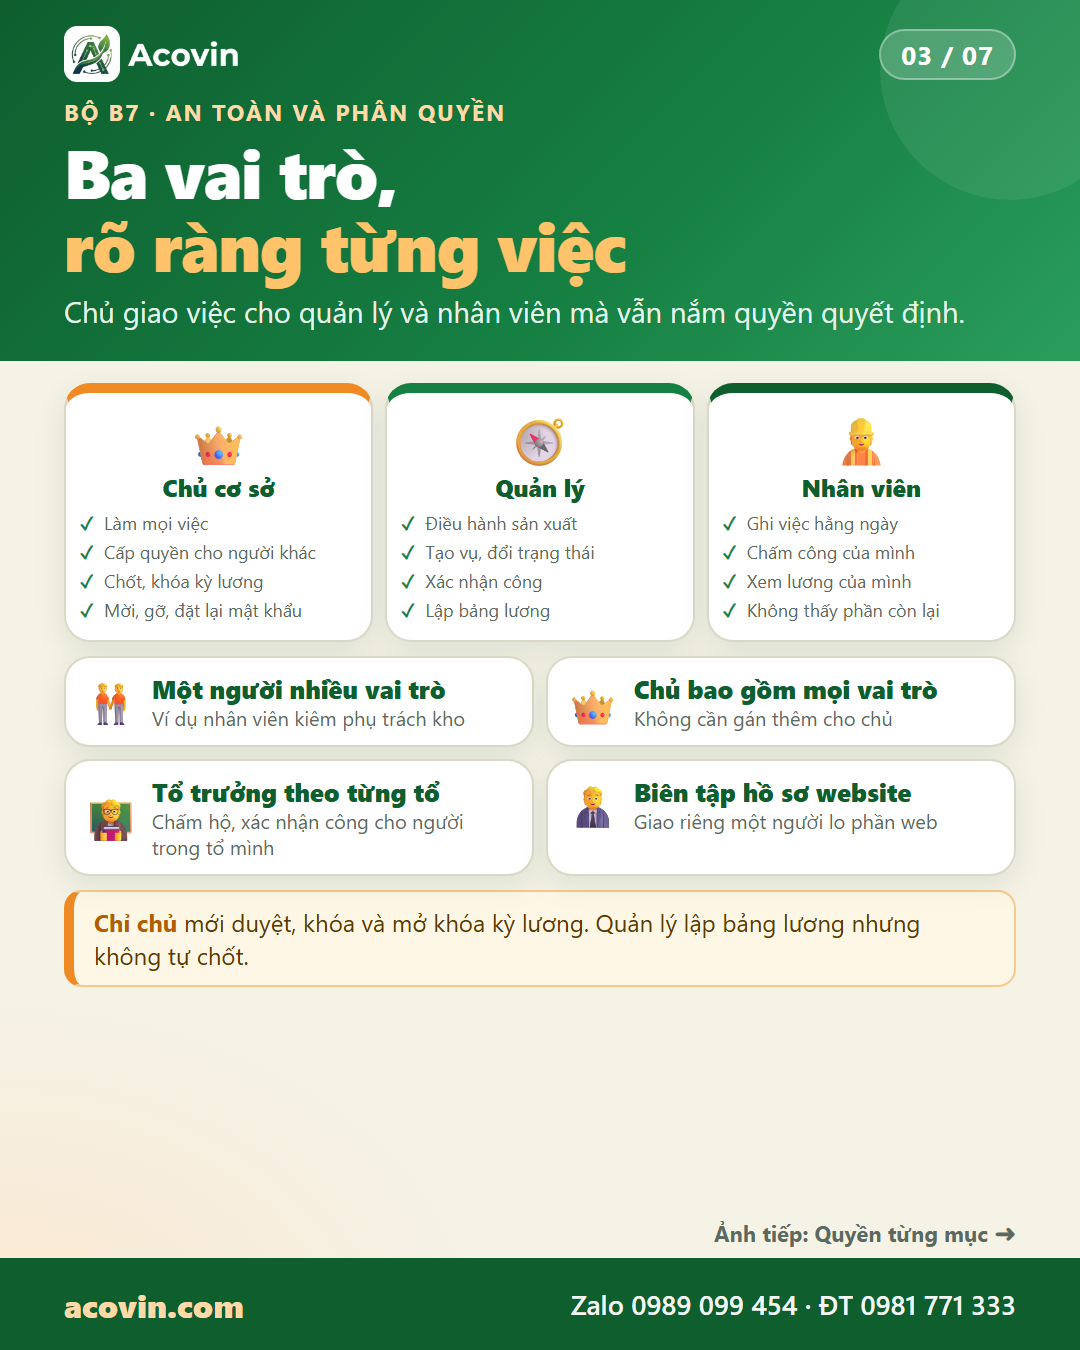 Acovin
03 / 07
BỘ B7 · AN TOÀN VÀ PHÂN QUYỀN
Ba vai trò,
rõ ràng từng việc
Chủ giao việc cho quản lý và nhân viên mà vẫn nắm quyền quyết định.
Chủ cơ sở
✓ Làm mọi việc
✓ Cấp quyền cho người khác
✓ Chốt, khóa kỳ lương
✓ Mời, gỡ, đặt lại mật khẩu
Quản lý
✓ Điều hành sản xuất
✓ Tạo vụ, đổi trạng thái
✓ Xác nhận công
✓ Lập bảng lương
Nhân viên
✓ Ghi việc hằng ngày
✓ Chấm công của mình
✓ Xem lương của mình
✓ Không thấy phần còn lại
Một người nhiều vai trò
Ví dụ nhân viên kiêm phụ trách kho
Chủ bao gồm mọi vai trò
Không cần gán thêm cho chủ
Tổ trưởng theo từng tổ
Chấm hộ, xác nhận công cho người
trong tổ mình
Biên tập hồ sơ website
Giao riêng một người lo phần web
Chỉ chủ mới duyệt, khóa và mở khóa kỳ lương. Quản lý lập bảng lương nhưng
không tự chốt.
Ảnh tiếp: Quyền từng mục ➜
acovin.com
Zalo 0989 099 454 · ĐT 0981 771 333